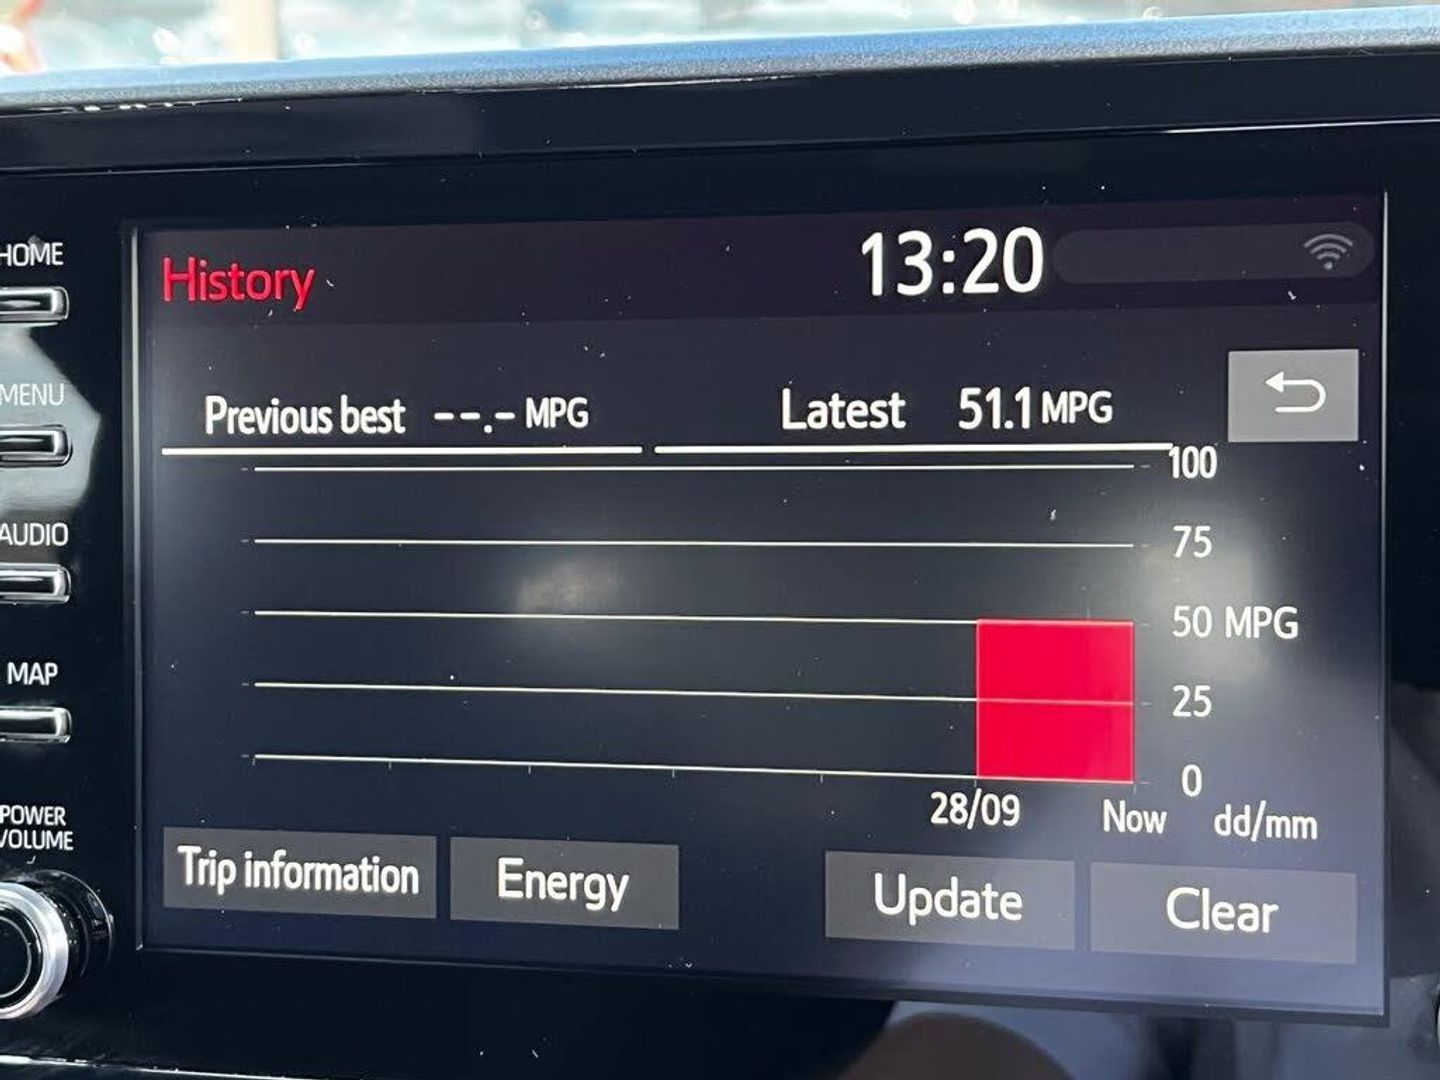 HOME
MENU
AUDIO
MAP
POWER
VOLUME
History
13:20
Previous best --.- MPG
Latest 51.1 MPG
100
75
50 MPG
25
0
28/09 Now dd/mm
Trip information
Energy
Update
Clear